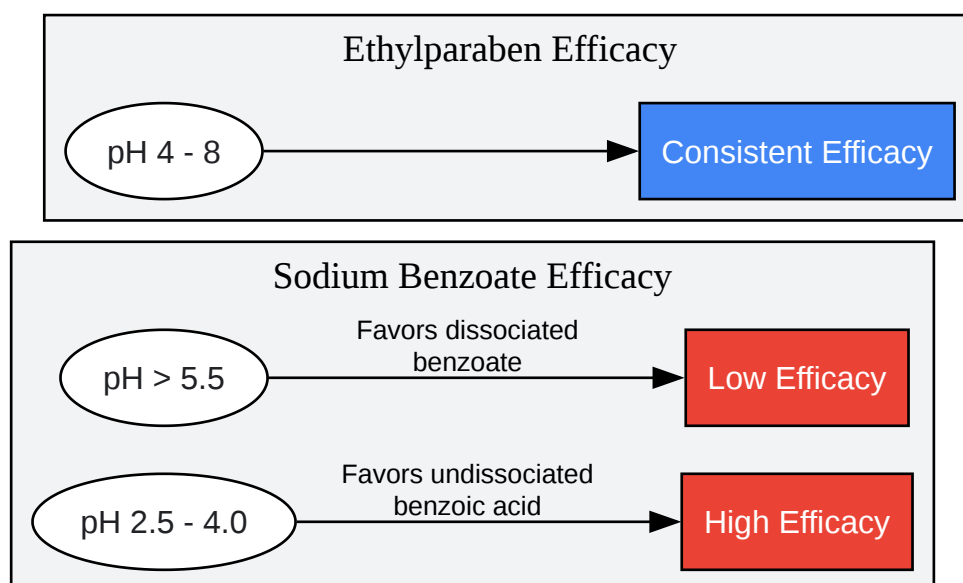 Ethylparaben Efficacy
pH 4 - 8
Consistent Efficacy
Sodium Benzoate Efficacy
Favors dissociated
benzoate
pH > 5.5
Low Efficacy
Favors undissociated
benzoic acid
pH 2.5 - 4.0
High Efficacy